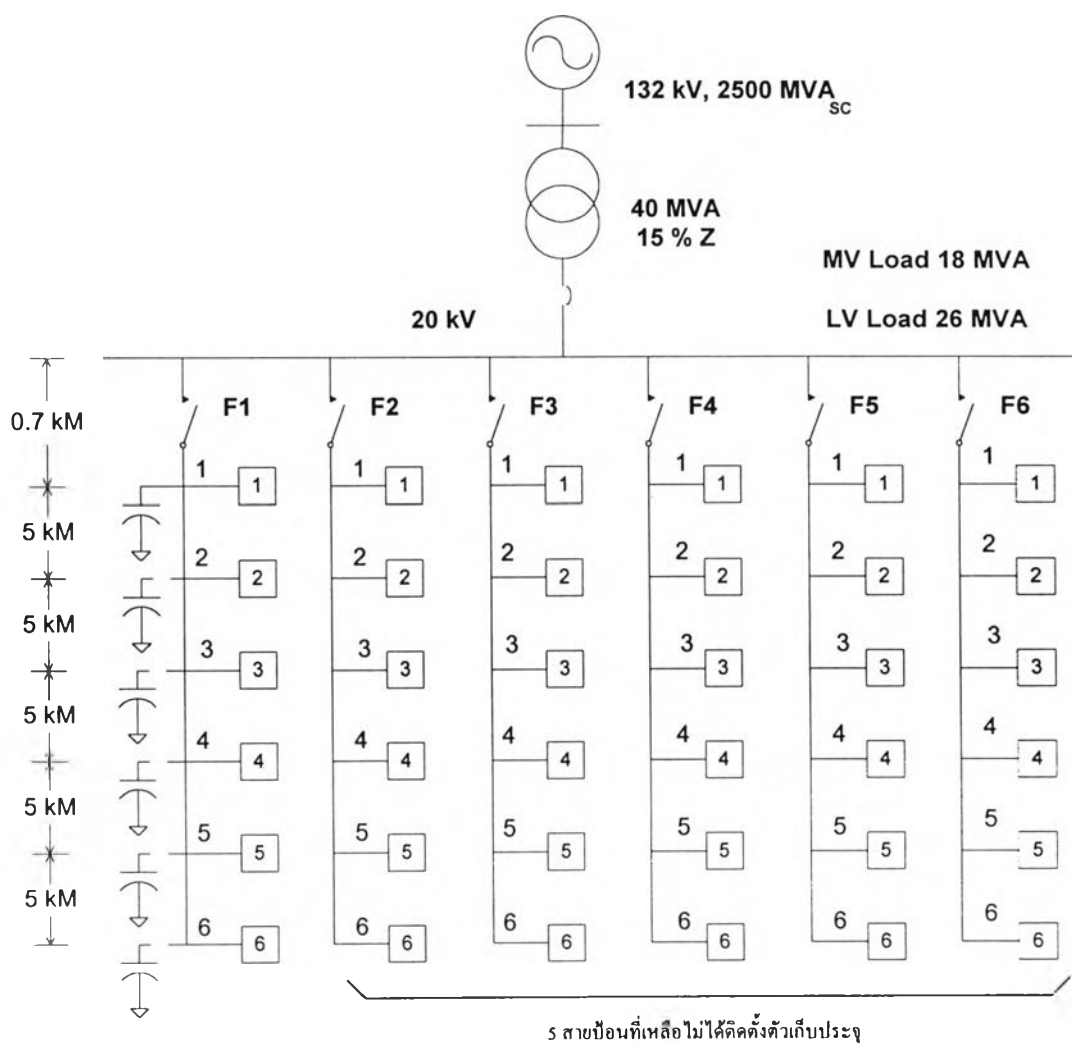 132 kV, 2500 MVA SC
40 MVA
15 % Z
MV Load 18 MVA
20 kV
LV Load 26 MVA
0.7 kM
F1 F2 F3 F4 F5 F6
1 1 1 1 1 1 1 1 1 1 1 1
5 kM
2 2 2 2 2 2 2 2 2 2 2 2
5 kM
3 3 3 3 3 3 3 3 3 3 3 3
5 kM
4 4 4 4 4 4 4 4 4 4 4 4
5 kM
5 5 5 5 5 5 5 5 5 5 5 5
5 kM
6 6 6 6 6 6 6 6 6 6 6 6
5 สายป้อนที่เหลือไม่ได้ติดตั้งตัวเก็บประจุ